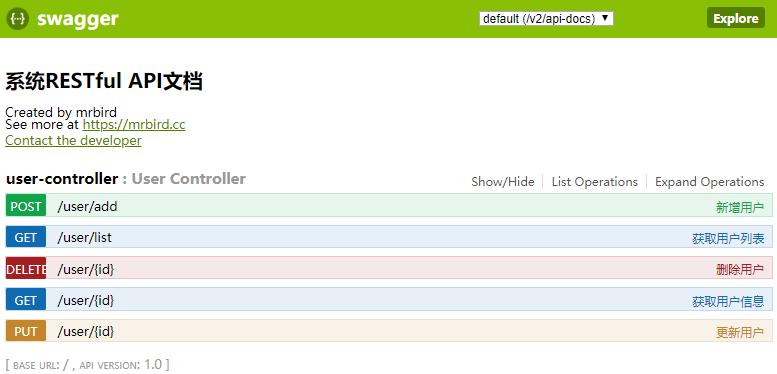 swagger default (/v2/api-docs) Explore
系统RESTful API文档
Created by mrbird
See more at https://mrbird.cc
Contact the developer
user-controller : User Controller Show/Hide List Operations Expand Operations
POST /user/add 新增用户
GET /user/list 获取用户列表
DELETE /user/{id} 删除用户
GET /user/{id} 获取用户信息
PUT /user/{id} 更新用户
[ BASE URL: / , API VERSION: 1.0 ]